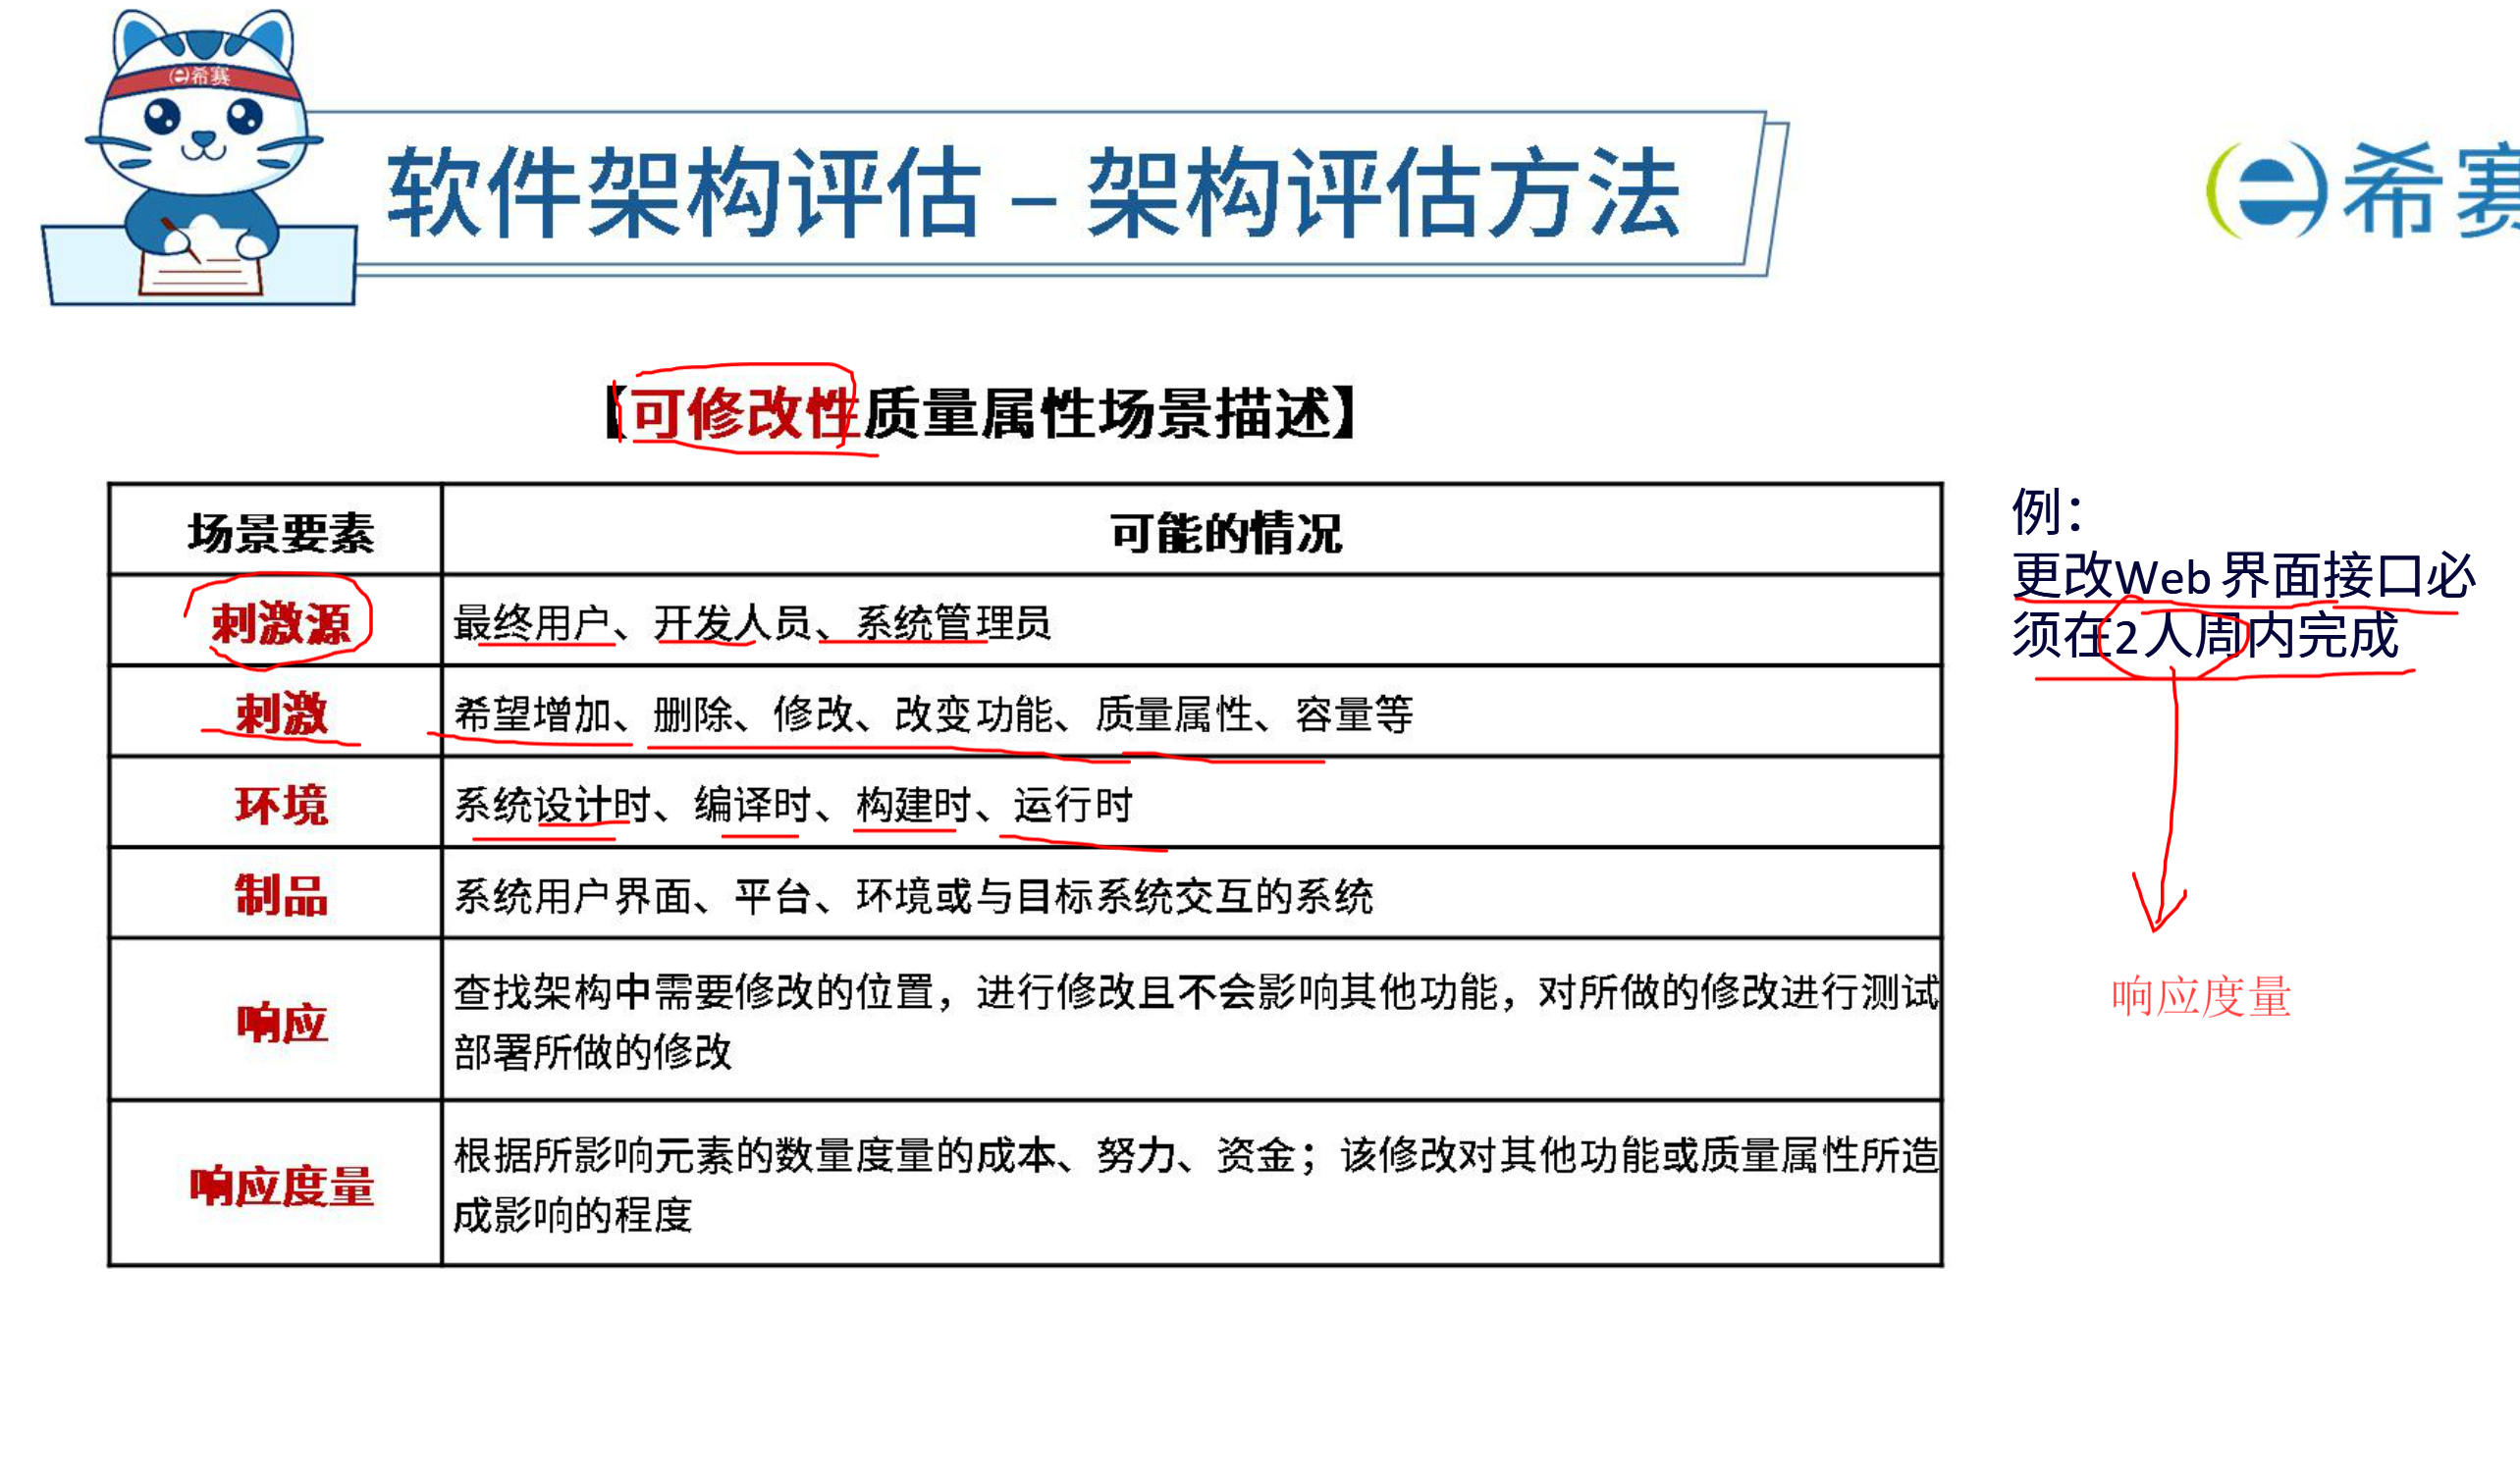 e希赛
软件架构评估 – 架构评估方法
e希赛
【可修改性质量属性场景描述】
场景要素 可能的情况
刺激源 最终用户、开发人员、系统管理员
刺激 希望增加、删除、修改、改变功能、质量属性、容量等
环境 系统设计时、编译时、构建时、运行时
制品 系统用户界面、平台、环境或与目标系统交互的系统
响应 查找架构中需要修改的位置，进行修改且不会影响其他功能，对所做的修改进行测试
部署所做的修改
响应度量 根据所影响元素的数量度量的成本、努力、资金；该修改对其他功能或质量属性所造
成影响的程度
例：
更改Web界面接口必
须在2人周内完成
响应度量